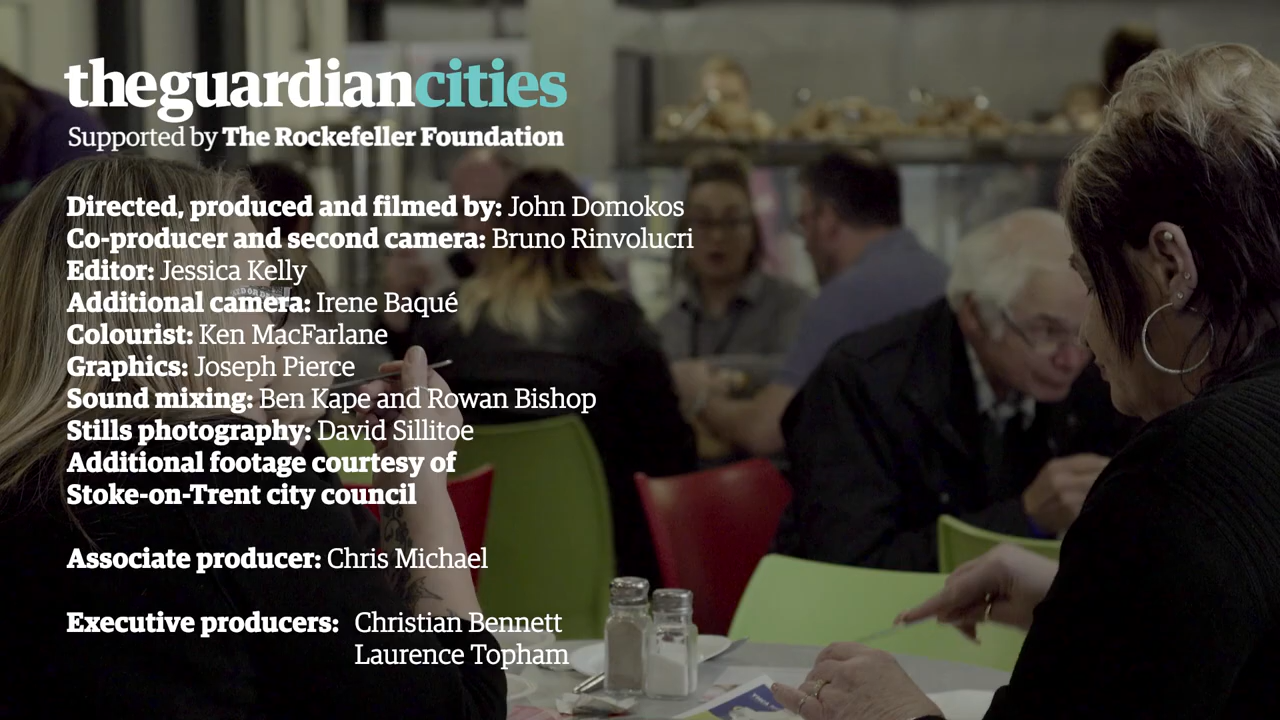 theguardiancities
Supported by The Rockefeller Foundation
Directed, produced and filmed by: John Domokos
Co-producer and second camera: Bruno Rinvolucri
Editor: Jessica Kelly
Additional camera: Irene Baqué
Colourist: Ken MacFarlane
Graphics: Joseph Pierce
Sound mixing: Ben Kape and Rowan Bishop
Stills photography: David Sillitoe
Additional footage courtesy of
Stoke-on-Trent city council
Associate producer: Chris Michael
Executive producers: Christian Bennett
Laurence Topham